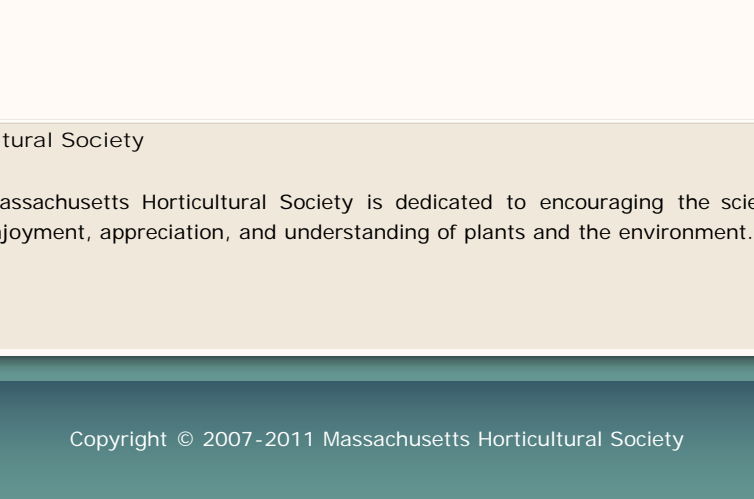 tural Society
assachusetts Horticultural Society is dedicated to encouraging the scie
joyment, appreciation, and understanding of plants and the environment.
Copyright © 2007-2011 Massachusetts Horticultural Society